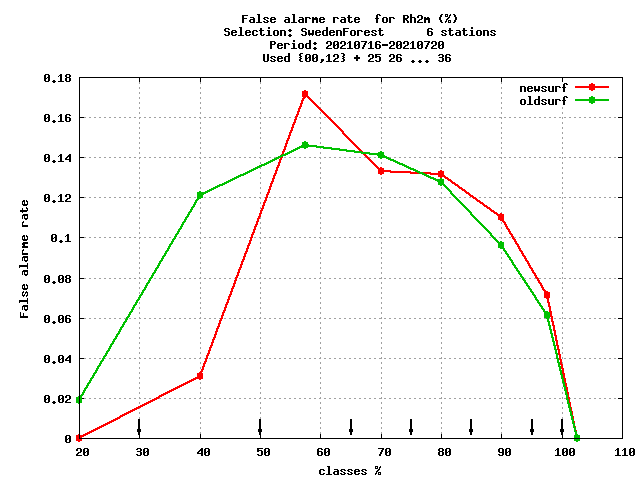 False alarme rate  for Rh2m (%)
Selection: SwedenForest      6 stations
Period: 20210716-20210720
Used {00,12} + 25 26 ... 36
newsurf
oldsurf
0.18
0.16
0.14
0.12
0.1
0.08
0.06
0.04
0.02
0
False alarme rate
20 30 40 50 60 70 80 90 100 110
classes %